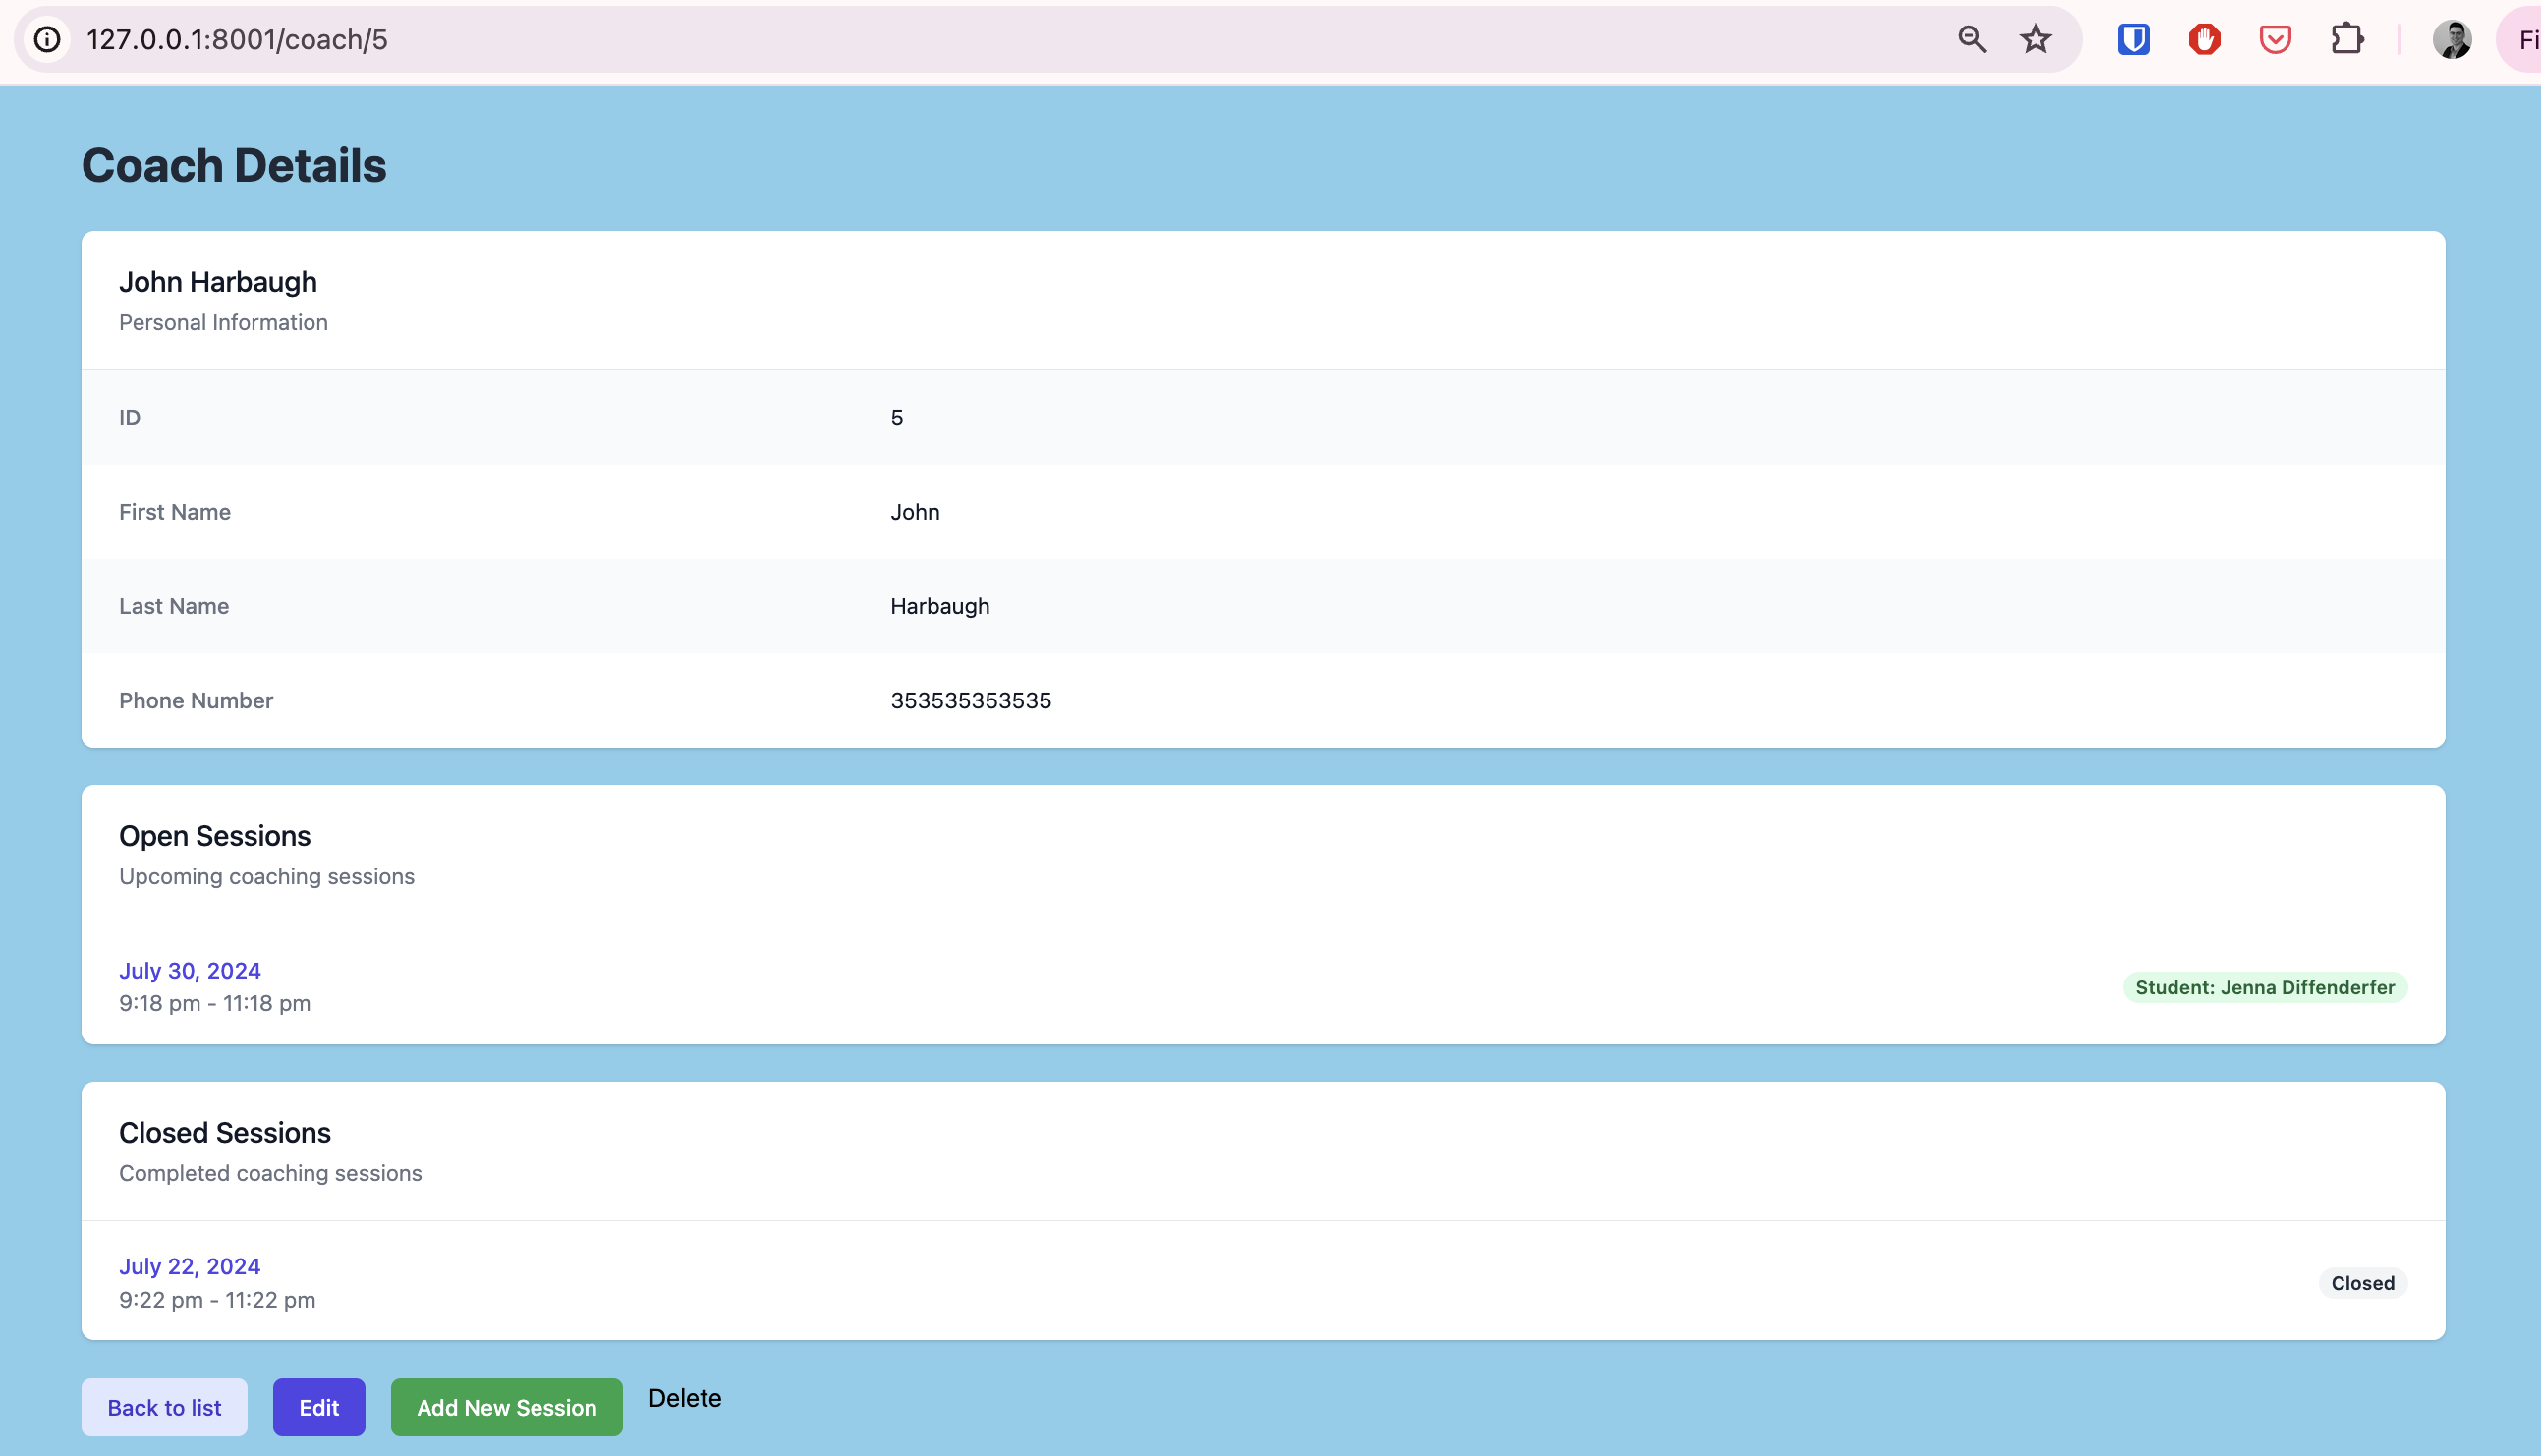 127.0.0.1:8001/coach/5
Fi
Coach Details
John Harbaugh
Personal Information
ID 5
First Name John
Last Name Harbaugh
Phone Number 353535353535
Open Sessions
Upcoming coaching sessions
July 30, 2024
9:18 pm - 11:18 pm
Student: Jenna Diffenderfer
Closed Sessions
Completed coaching sessions
July 22, 2024
9:22 pm - 11:22 pm
Closed
Back to list Edit Add New Session Delete